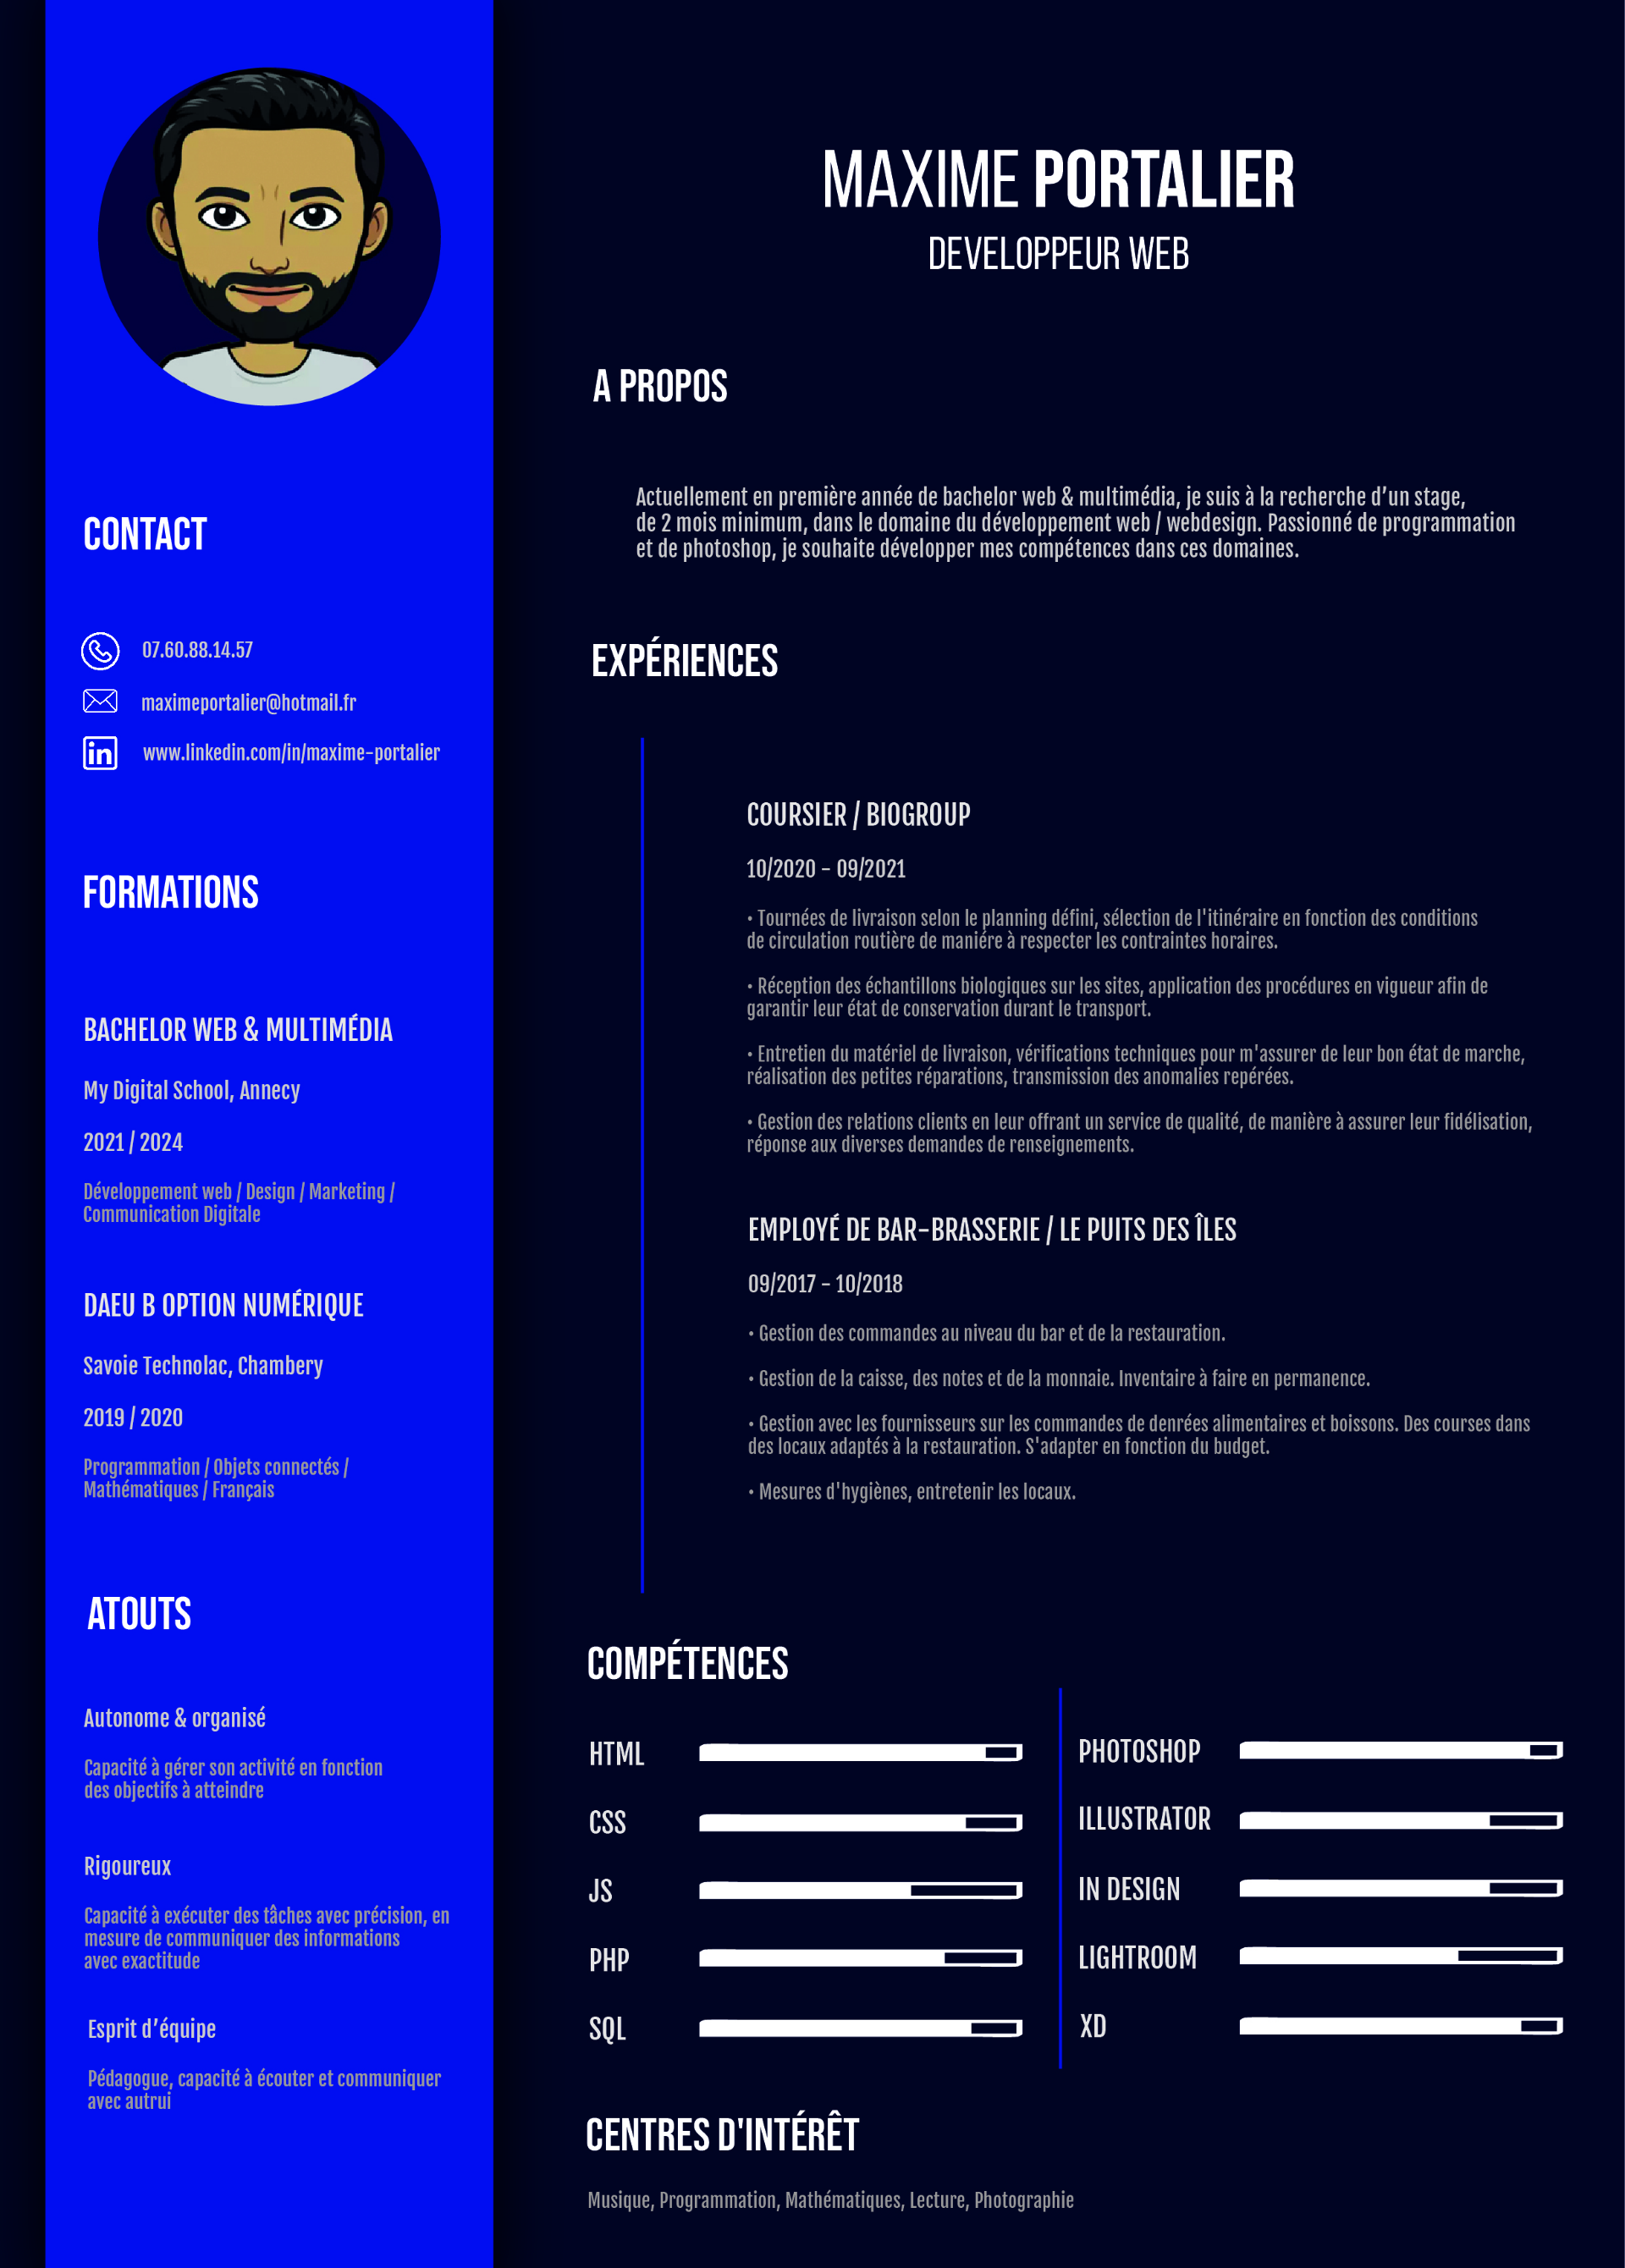 MAXIME PORTALIER
DEVELOPPEUR WEB
CONTACT
07.60.88.14.57
maximeportalier@hotmail.fr
in
www.linkedin.com/in/maxime-portalier
FORMATIONS
BACHELOR WEB & MULTIMÉDIA
My Digital School, Annecy
2021 / 2024
Développement web / Design / Marketing /
Communication Digitale
DAEU B OPTION NUMÉRIQUE
Savoie Technolac, Chambery
2019 / 2020
Programmation / Objets connectés /
Mathématiques / Français
ATOUTS
Autonome & organisé
Capacité à gérer son activité en fonction
des objectifs à atteindre
Rigoureux
Capacité à exécuter des tâches avec précision, en
mesure de communiquer des informations
avec exactitude
Esprit d’équipe
Pédagogue, capacité à écouter et communiquer
avec autrui
A PROPOS
Actuellement en première année de bachelor web & multimédia, je suis à la recherche d’un stage,
de 2 mois minimum, dans le domaine du développement web / webdesign. Passionné de programmation
et de photoshop, je souhaite développer mes compétences dans ces domaines.
EXPÉRIENCES
COURSIER / BIOGROUP
10/2020 - 09/2021
• Tournées de livraison selon le planning défini, sélection de l'itinéraire en fonction des conditions
de circulation routière de maniére à respecter les contraintes horaires.
• Réception des échantillons biologiques sur les sites, application des procédures en vigueur afin de
garantir leur état de conservation durant le transport.
• Entretien du matériel de livraison, vérifications techniques pour m'assurer de leur bon état de marche,
réalisation des petites réparations, transmission des anomalies repérées.
• Gestion des relations clients en leur offrant un service de qualité, de manière à assurer leur fidélisation,
réponse aux diverses demandes de renseignements.
EMPLOYÉ DE BAR-BRASSERIE / LE PUITS DES ÎLES
09/2017 - 10/2018
• Gestion des commandes au niveau du bar et de la restauration.
• Gestion de la caisse, des notes et de la monnaie. Inventaire à faire en permanence.
• Gestion avec les fournisseurs sur les commandes de denrées alimentaires et boissons. Des courses dans
des locaux adaptés à la restauration. S'adapter en fonction du budget.
• Mesures d'hygiènes, entretenir les locaux.
COMPÉTENCES
HTML
CSS
JS
PHP
SQL
PHOTOSHOP
ILLUSTRATOR
IN DESIGN
LIGHTROOM
XD
CENTRES D'INTÉRÊT
Musique, Programmation, Mathématiques, Lecture, Photographie